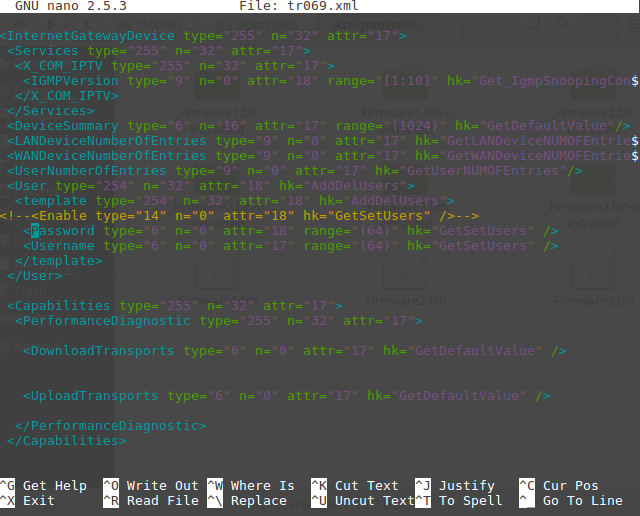 GNU nano 2.5.3 File: tr069.xml
<InternetGatewayDevice type="255" n="32" attr="17">
<Services type="255" n="32" attr="17">
<X_COM_IPTV type="255" n="32" attr="17">
<IGMPVersion type="9" n="0" attr="18" range="[1:10]" hk="Get_IgmpSnoopingCon$
</X_COM_IPTV>
</Services>
<DeviceSummary type="6" n="16" attr="17" range="(1024)" hk="GetDefaultValue"/>
<LANDeviceNumberOfEntries type="9" n="0" attr="17" hk="GetLANDeviceNUMOFEntrie$
<WANDeviceNumberOfEntries type="9" n="0" attr="17" hk="GetWANDeviceNUMOFEntrie$
<UserNumberOfEntries type="9" n="0" attr="17" hk="GetUserNUMOFEntries"/>
<User type="254" n="32" attr="18" hk="AddDelUsers">
<template type="254" n="32" attr="18" hk="AddDelUsers">
<!--<Enable type="14" n="0" attr="18" hk="GetSetUsers" />-->
<Password type="6" n="0" attr="18" range="(64)" hk="GetSetUsers" />
<Username type="6" n="0" attr="17" range="(64)" hk="GetSetUsers" />
</template>
</User>
<Capabilities type="255" n="32" attr="17">
<PerformanceDiagnostic type="255" n="32" attr="17">
<DownloadTransports type="6" n="0" attr="17" hk="GetDefaultValue" />
<UploadTransports type="6" n="0" attr="17" hk="GetDefaultValue" />
</PerformanceDiagnostic>
</Capabilities>
^G Get Help ^O Write Out ^W Where Is ^K Cut Text ^J Justify ^C Cur Pos
^X Exit ^R Read File ^\ Replace ^U Uncut Text ^T To Spell ^_ Go To Line